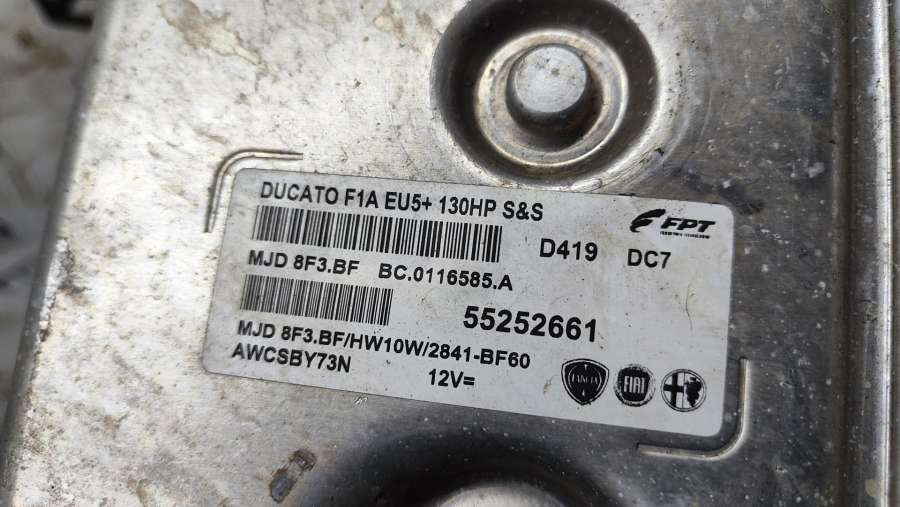 DUCATO F1A EU5+ 130HP S&S
FPT
D419 DC7
MJD 8F3.BF BC.0116585.A
55252661
MJD 8F3.BF/HW10W/2841-BF60
AWCSBY73N
12V=
LANCIA
FIAT